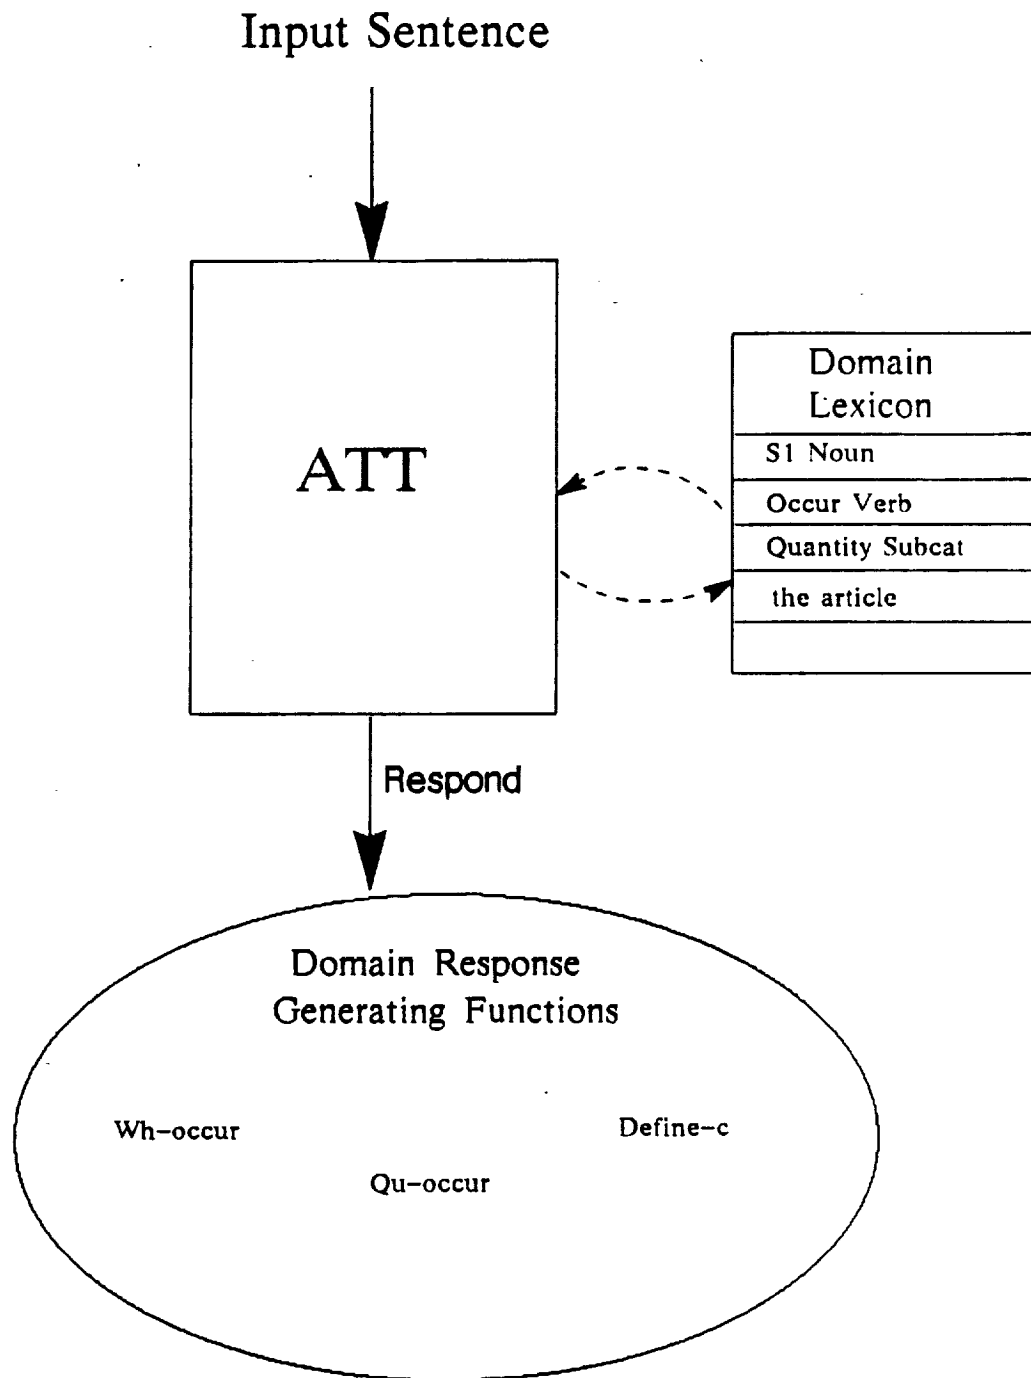 Input Sentence
ATT
Domain
Lexicon
S1 Noun
Occur Verb
Quantity Subcat
the article
Respond
Domain Response
Generating Functions
Wh-occur
Define-c
Qu-occur